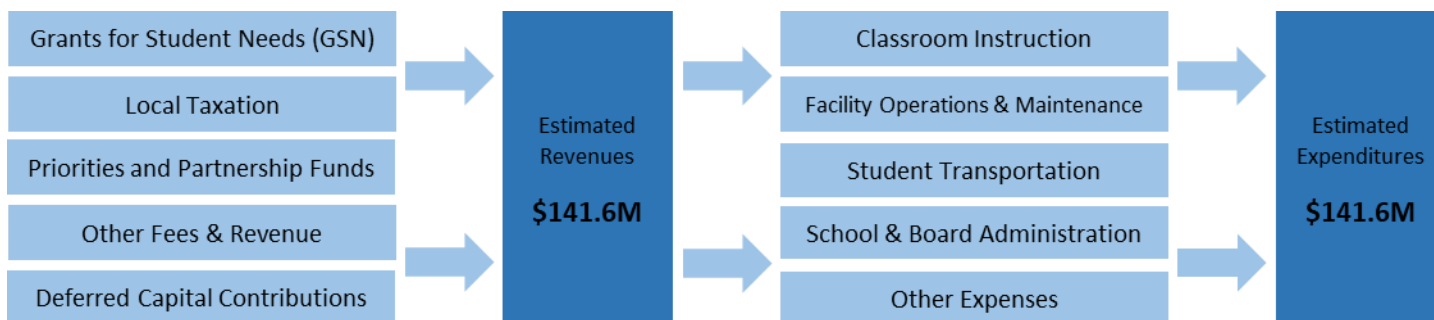 Grants for Student Needs (GSN)
Local Taxation
Priorities and Partnership Funds
Other Fees & Revenue
Deferred Capital Contributions
Estimated
Revenues
$141.6M
Classroom Instruction
Facility Operations & Maintenance
Student Transportation
School & Board Administration
Other Expenses
Estimated
Expenditures
$141.6M